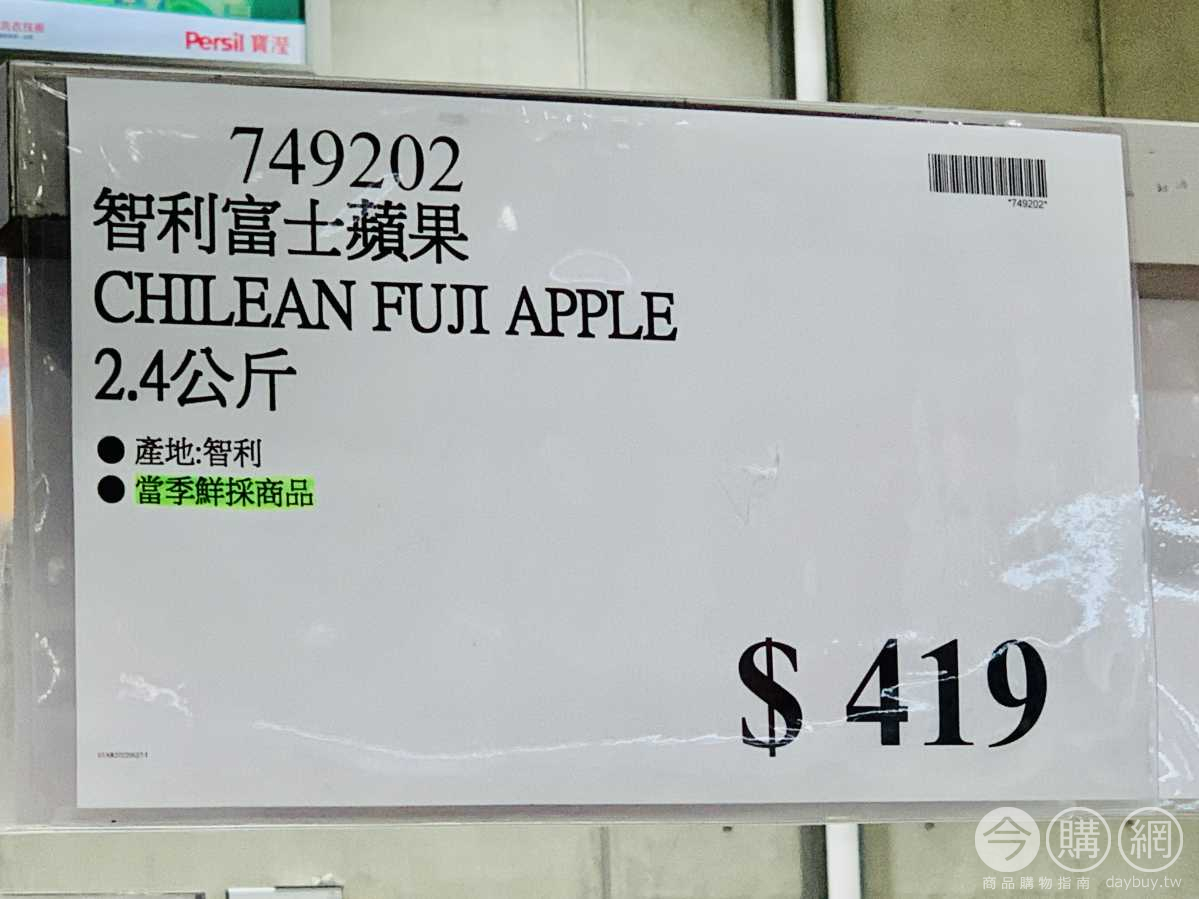 Persil 寶瀅
749202
智利富士蘋果
CHILEAN FUJI APPLE
2.4公斤
● 產地:智利
● 當季鮮採商品
*749202*
$ 419
今購網
商品購物指南 daybuy.tw